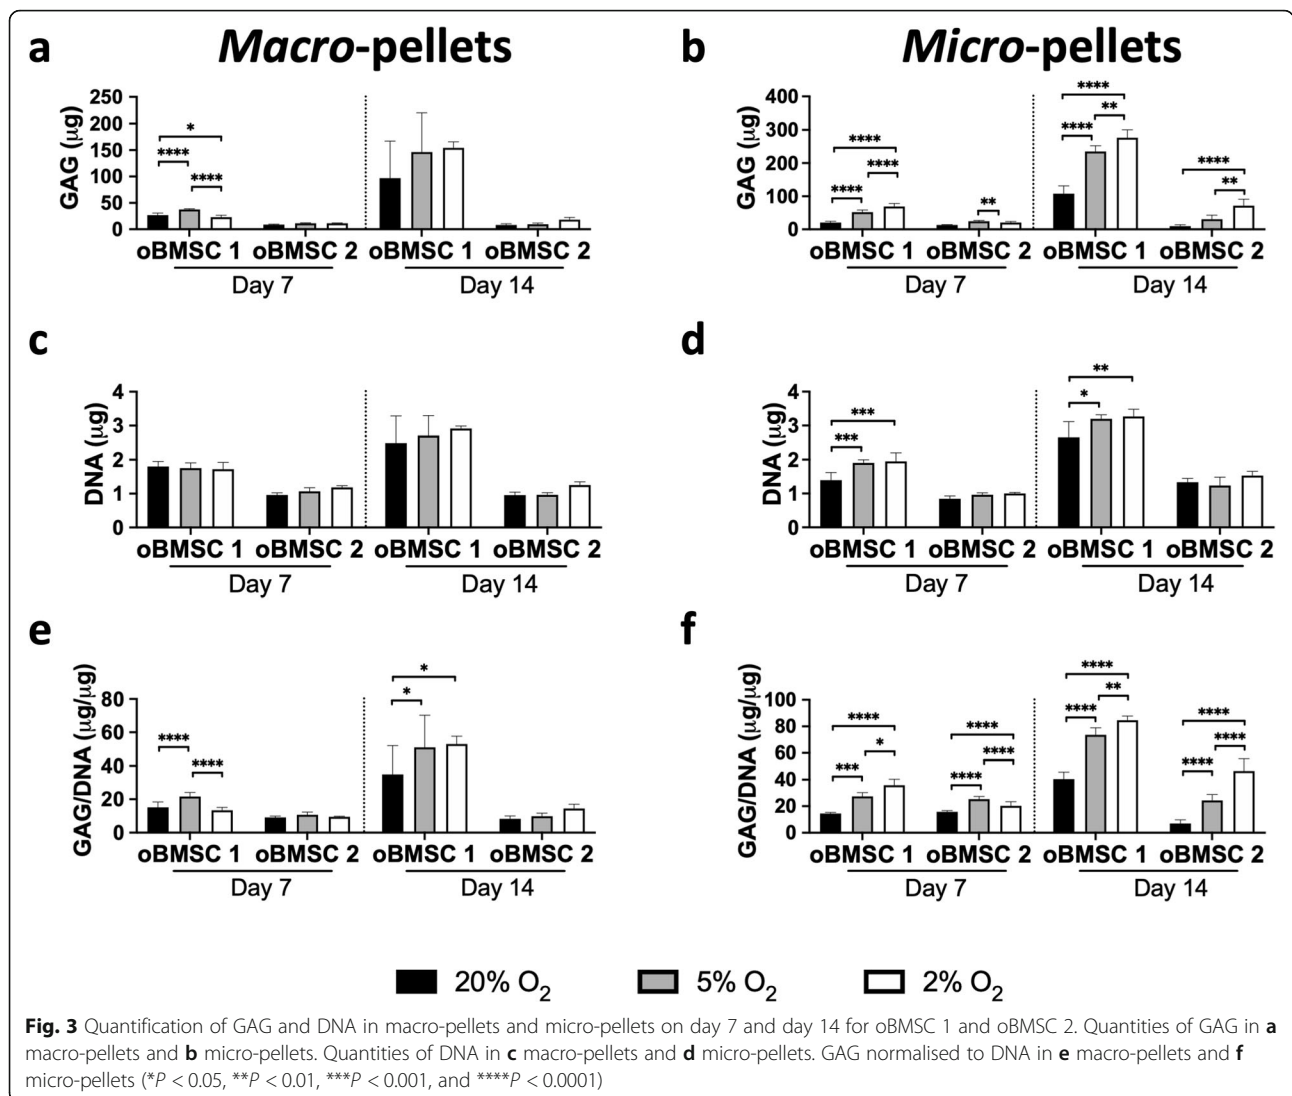 a Macro-pellets
b Micro-pellets
GAG (µg)
250
200
150
100
50
0
*
****
****
oBMSC 1 oBMSC 2 oBMSC 1 oBMSC 2
Day 7 Day 14
GAG (µg)
400
300
200
100
0
****
****
****
**
****
**
****
****
**
oBMSC 1 oBMSC 2 oBMSC 1 oBMSC 2
Day 7 Day 14
c
DNA (µg)
4
3
2
1
0
oBMSC 1 oBMSC 2 oBMSC 1 oBMSC 2
Day 7 Day 14
d
DNA (µg)
4
3
2
1
0
***
***
**
*
oBMSC 1 oBMSC 2 oBMSC 1 oBMSC 2
Day 7 Day 14
e
GAG/DNA (µg/µg)
80
60
40
20
0
****
****
*
*
oBMSC 1 oBMSC 2 oBMSC 1 oBMSC 2
Day 7 Day 14
f
GAG/DNA (µg/µg)
100
80
60
40
20
0
****
*
***
****
****
****
****
**
****
****
****
****
oBMSC 1 oBMSC 2 oBMSC 1 oBMSC 2
Day 7 Day 14
20% O2 5% O2 2% O2
Fig. 3 Quantification of GAG and DNA in macro-pellets and micro-pellets on day 7 and day 14 for oBMSC 1 and oBMSC 2. Quantities of GAG in a
macro-pellets and b micro-pellets. Quantities of DNA in c macro-pellets and d micro-pellets. GAG normalised to DNA in e macro-pellets and f
micro-pellets (*P < 0.05, **P < 0.01, ***P < 0.001, and ****P < 0.0001)